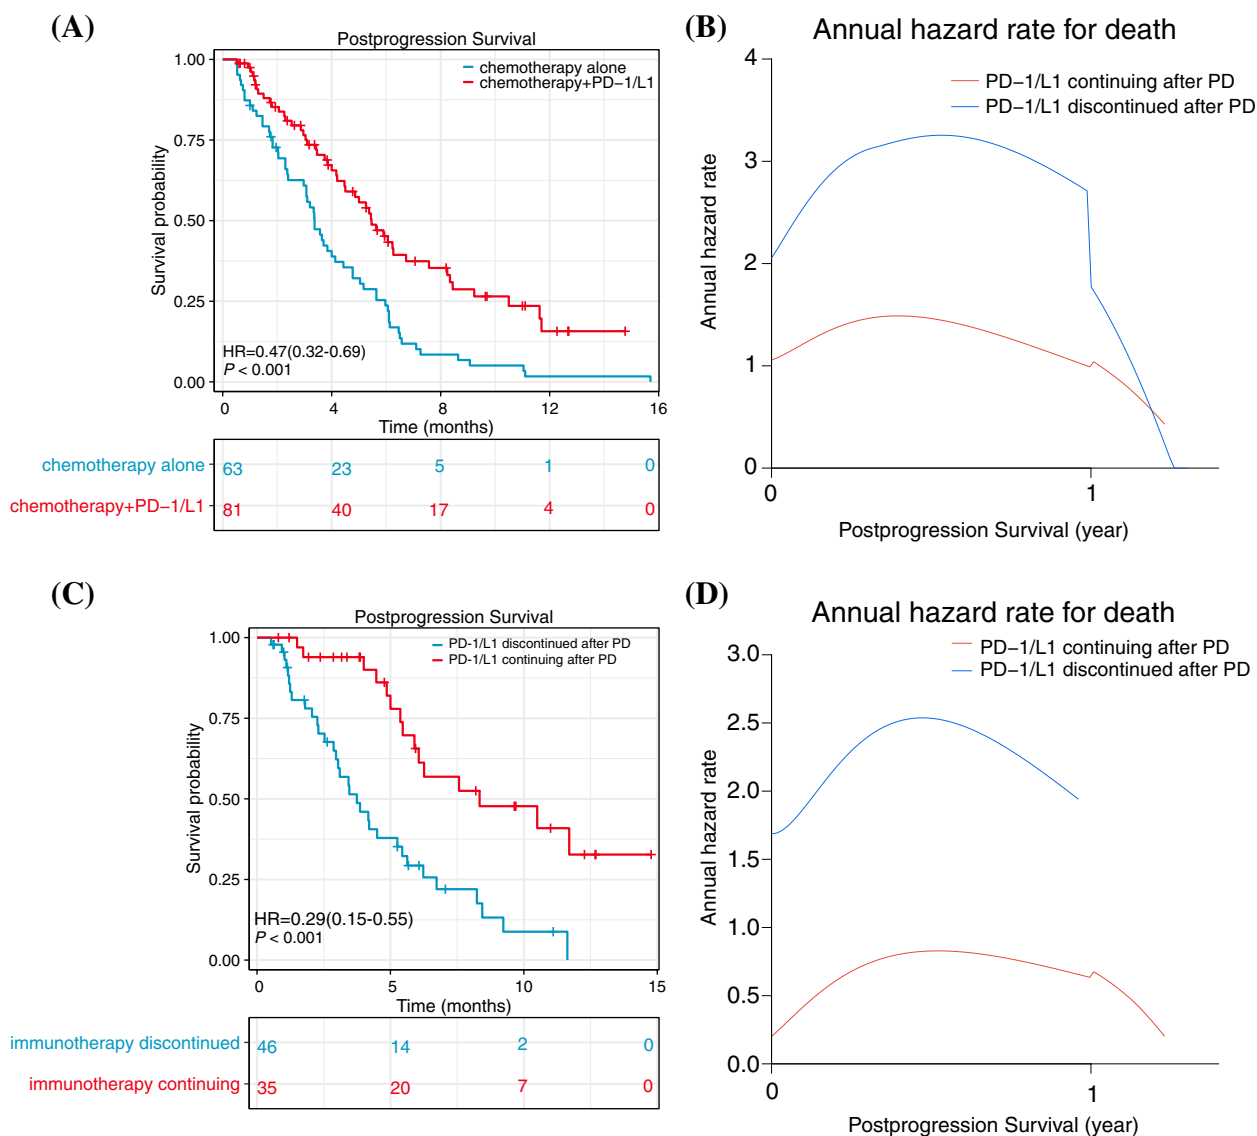 (A)
Postprogression Survival
chemotherapy alone
chemotherapy+PD−1/L1
Survival probability
1.00
0.75
0.50
0.25
0.00
HR=0.47(0.32-0.69)
P < 0.001
0 4 8 12 16
Time (months)
chemotherapy alone 63 23 5 1 0
chemotherapy+PD−1/L1 81 40 17 4 0
(B)
Annual hazard rate for death
PD−1/L1 continuing after PD
PD−1/L1 discontinued after PD
Annual hazard rate
4
3
2
1
0
0 1
Postprogression Survival (year)
(C)
Postprogression Survival
PD-1/L1 discontinued after PD
PD-1/L1 continuing after PD
Survival probability
1.00
0.75
0.50
0.25
0.00
HR=0.29(0.15-0.55)
P < 0.001
0 5 10 15
Time (months)
immunotherapy discontinued 46 14 2 0
immunotherapy continuing 35 20 7 0
(D)
Annual hazard rate for death
PD−1/L1 continuing after PD
PD−1/L1 discontinued after PD
Annual hazard rate
3.0
2.5
2.0
1.5
1.0
0.5
0.0
0 1
Postprogression Survival (year)